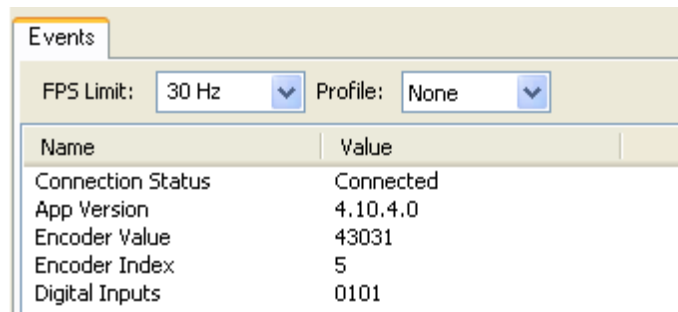 Events
FPS Limit: 30 Hz Profile: None
Name Value
Connection Status Connected
App Version 4.10.4.0
Encoder Value 43031
Encoder Index 5
Digital Inputs 0101